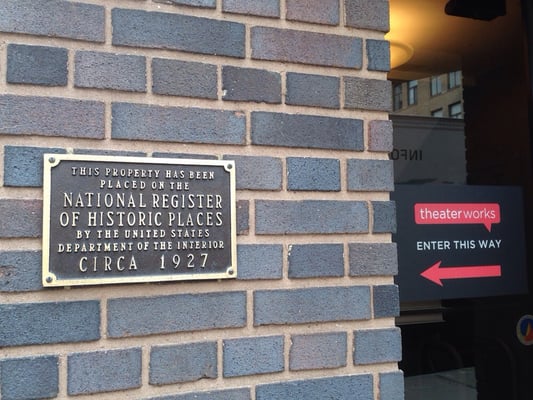 THIS PROPERTY HAS BEEN
PLACED ON THE
NATIONAL REGISTER
OF HISTORIC PLACES
BY THE UNITED STATES
DEPARTMENT OF THE INTERIOR
CIRCA 1927
INFO
theaterworks
ENTER THIS WAY